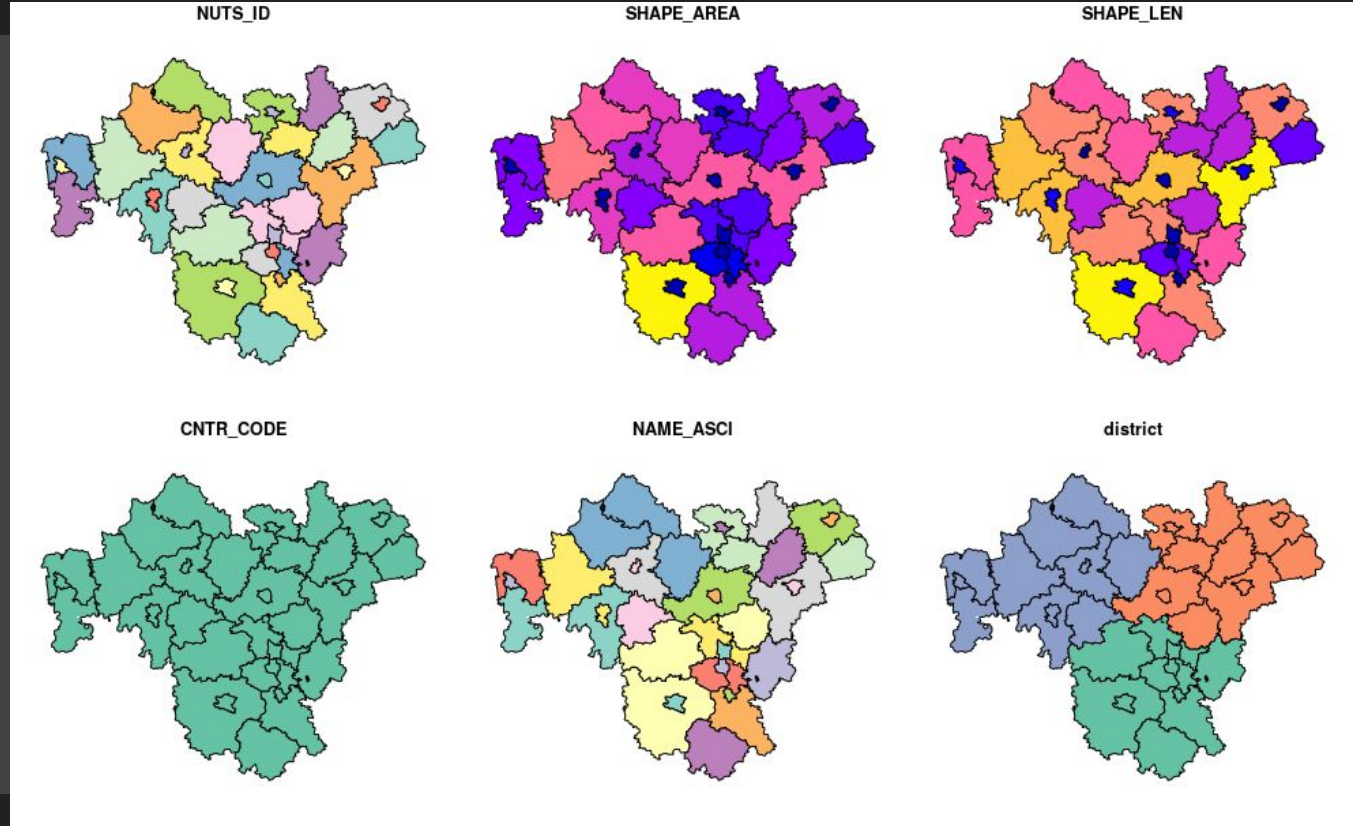 NUTS_ID
SHAPE_AREA
SHAPE_LEN
CNTR_CODE
NAME_ASCI
district